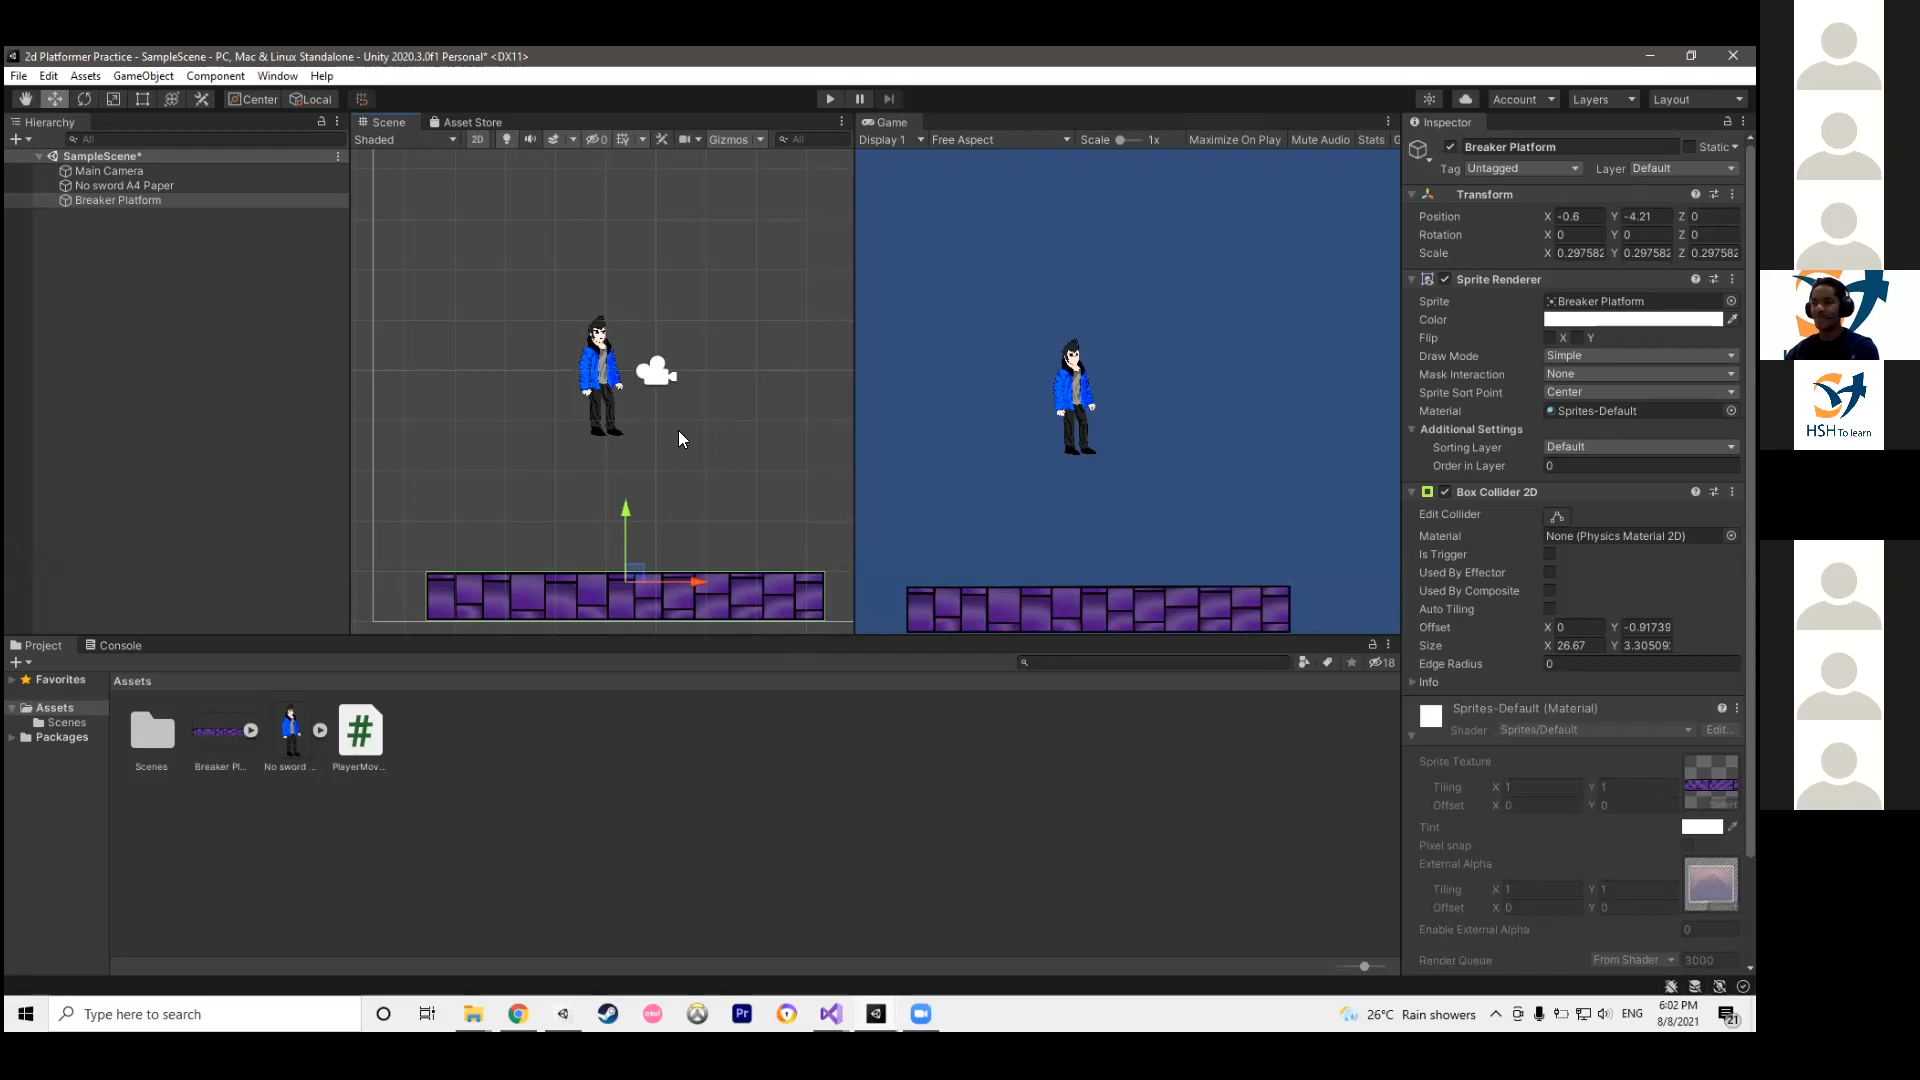 2d Platformer Practice - SampleScene - PC, Mac & Linux Standalone - Unity 2020.3.0f1 Personal* <DX11>
File Edit Assets GameObject Component Window Help
Center Local
Account Layers Layout
Hierarchy
All
SampleScene*
Main Camera
No sword A4 Paper
Breaker Platform
Scene Asset Store
Shaded 2D 0 Gizmos All
Game
Display 1 Free Aspect Scale 1x Maximize On Play Mute Audio Stats G
Inspector
Breaker Platform Static
Tag Untagged Layer Default
Transform
Position X -0.6 Y -4.21 Z 0
Rotation X 0 Y 0 Z 0
Scale X 0.297582 Y 0.297582 Z 0.297582
Sprite Renderer
Sprite Breaker Platform
Color
Flip X Y
Draw Mode Simple
Mask Interaction None
Sprite Sort Point Center
Material Sprites-Default
Additional Settings
Sorting Layer Default
Order in Layer 0
Box Collider 2D
Edit Collider
Material None (Physics Material 2D)
Is Trigger
Used By Effector
Used By Composite
Auto Tiling
Offset X 0 Y -0.91739
Size X 26.67 Y 3.30509
Edge Radius 0
Info
Sprites-Default (Material)
Shader Sprites/Default Edit...
Sprite Texture
Tiling X 1 Y 1
Offset X 0 Y 0
Select
Tint
Pixel snap
External Alpha
Tiling X 1 Y 1
Offset X 0 Y 0
Select
Enable External Alpha 0
Render Queue From Shader 3000
Project Console
18
Favorites
Assets
Scenes
Packages
Assets
Scenes Breaker Pl... No sword ... PlayerMov...
#
Type here to search
Pr
26°C Rain showers
ENG
6:02 PM
8/8/2021
21
HSH To learn